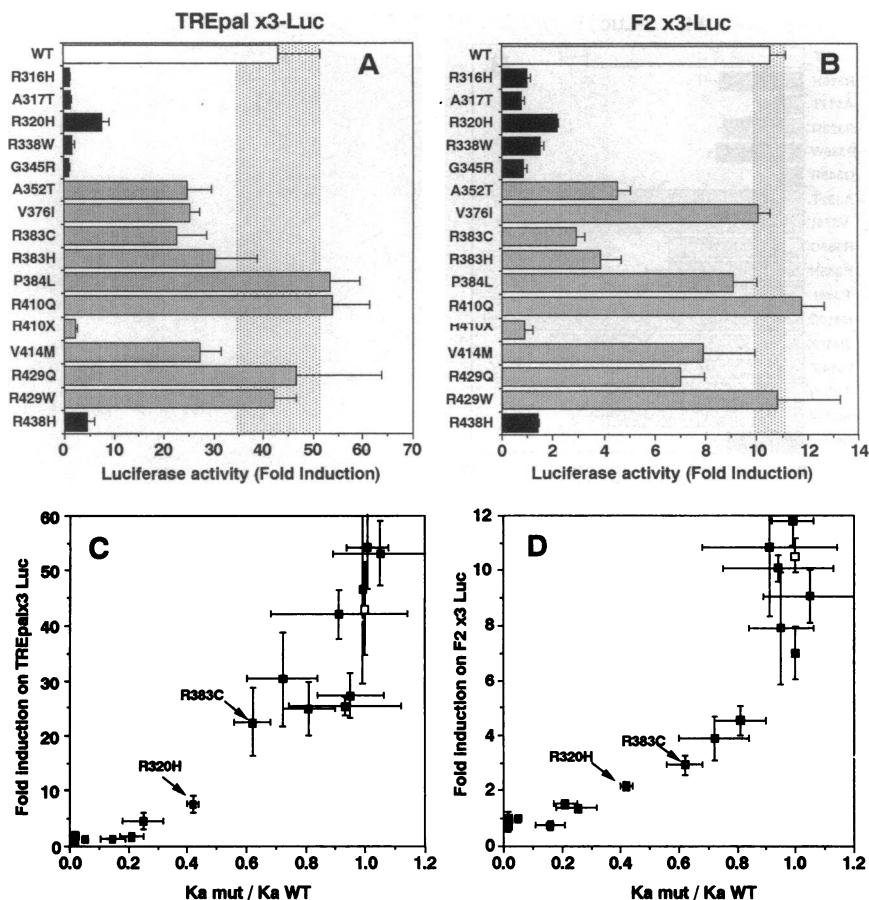 TREpal x3-Luc
A
WT
R316H
A317T
R320H
R338W
G345R
A352T
V376I
R383C
R383H
P384L
R410Q
R410X
V414M
R429Q
R429W
R438H
0 10 20 30 40 50 60 70
Luciferase activity (Fold Induction)
F2 x3-Luc
B
WT
R316H
A317T
R320H
R338W
G345R
A352T
V376I
R383C
R383H
P384L
R410Q
R410X
V414M
R429Q
R429W
R438H
0 2 4 6 8 10 12 14
Luciferase activity (Fold Induction)
C
Fold induction on TREpalx3 Luc
60
50
40
30
20
10
0
R383C
R320H
0.0 0.2 0.4 0.6 0.8 1.0 1.2
Ka mut / Ka WT
D
Fold induction on F2 x3 Luc
12
10
8
6
4
2
0
R320H
R383C
0.0 0.2 0.4 0.6 0.8 1.0 1.2
Ka mut / Ka WT